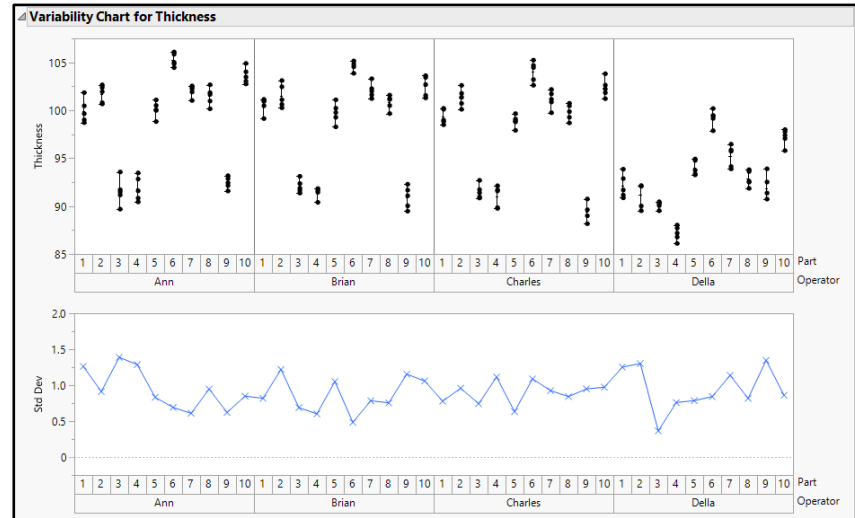 Variability Chart for Thickness
105
100
95
90
85
Thickness
1 2 3 4 5 6 7 8 9 10 1 2 3 4 5 6 7 8 9 10 1 2 3 4 5 6 7 8 9 10 1 2 3 4 5 6 7 8 9 10 Part
Ann Brian Charles Della Operator
2.0
1.5
1.0
0.5
0
Std Dev
1 2 3 4 5 6 7 8 9 10 1 2 3 4 5 6 7 8 9 10 1 2 3 4 5 6 7 8 9 10 1 2 3 4 5 6 7 8 9 10 Part
Ann Brian Charles Della Operator